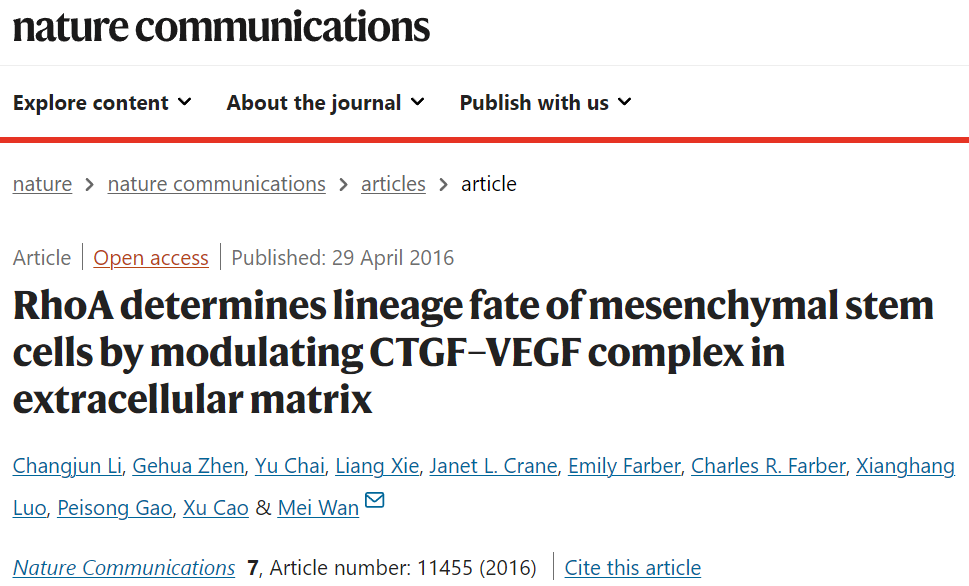 nature communications
Explore content About the journal Publish with us
nature > nature communications > articles > article
Article | Open access | Published: 29 April 2016
RhoA determines lineage fate of mesenchymal stem
cells by modulating CTGF–VEGF complex in
extracellular matrix
Changjun Li, Gehua Zhen, Yu Chai, Liang Xie, Janet L. Crane, Emily Farber, Charles R. Farber, Xianghang
Luo, Peisong Gao, Xu Cao & Mei Wan
Nature Communications 7, Article number: 11455 (2016) | Cite this article